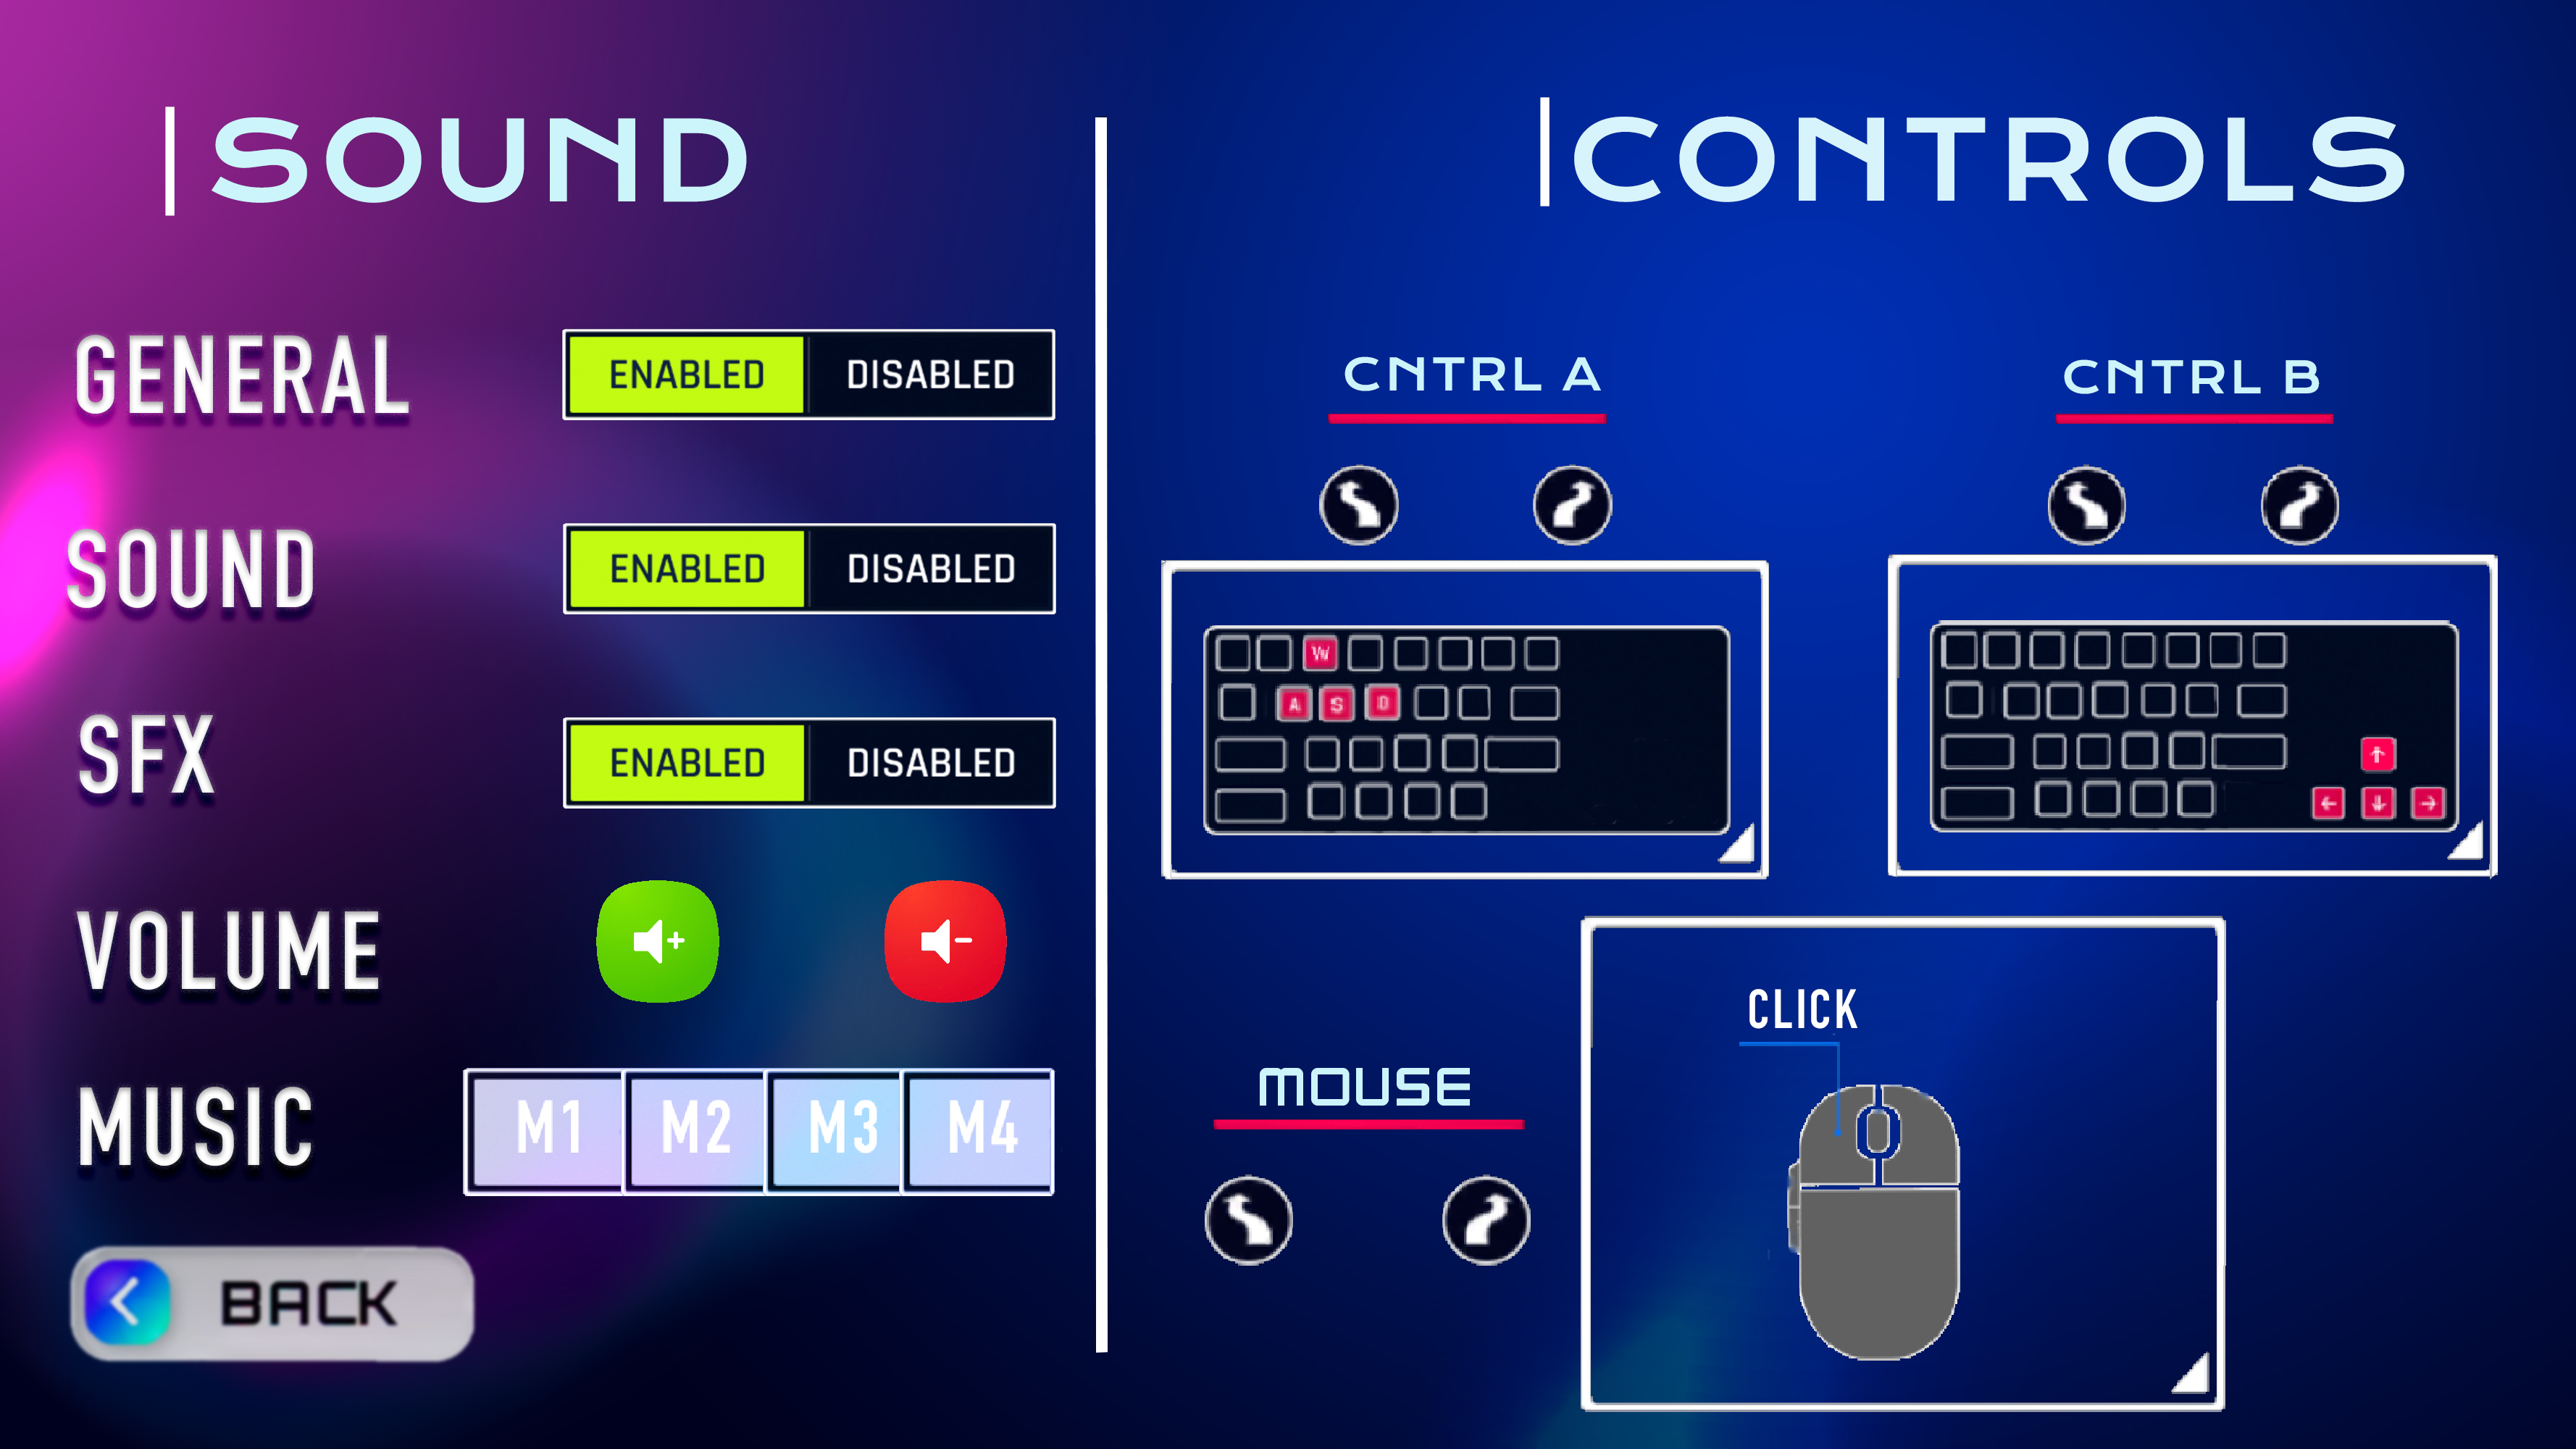 SOUND
GENERAL
ENABLED DISABLED
SOUND
ENABLED DISABLED
SFX
ENABLED DISABLED
VOLUME
MUSIC
M1 M2 M3 M4
BACK
CONTROLS
CNTRL A
W
A S D
CNTRL B
MOUSE
CLICK